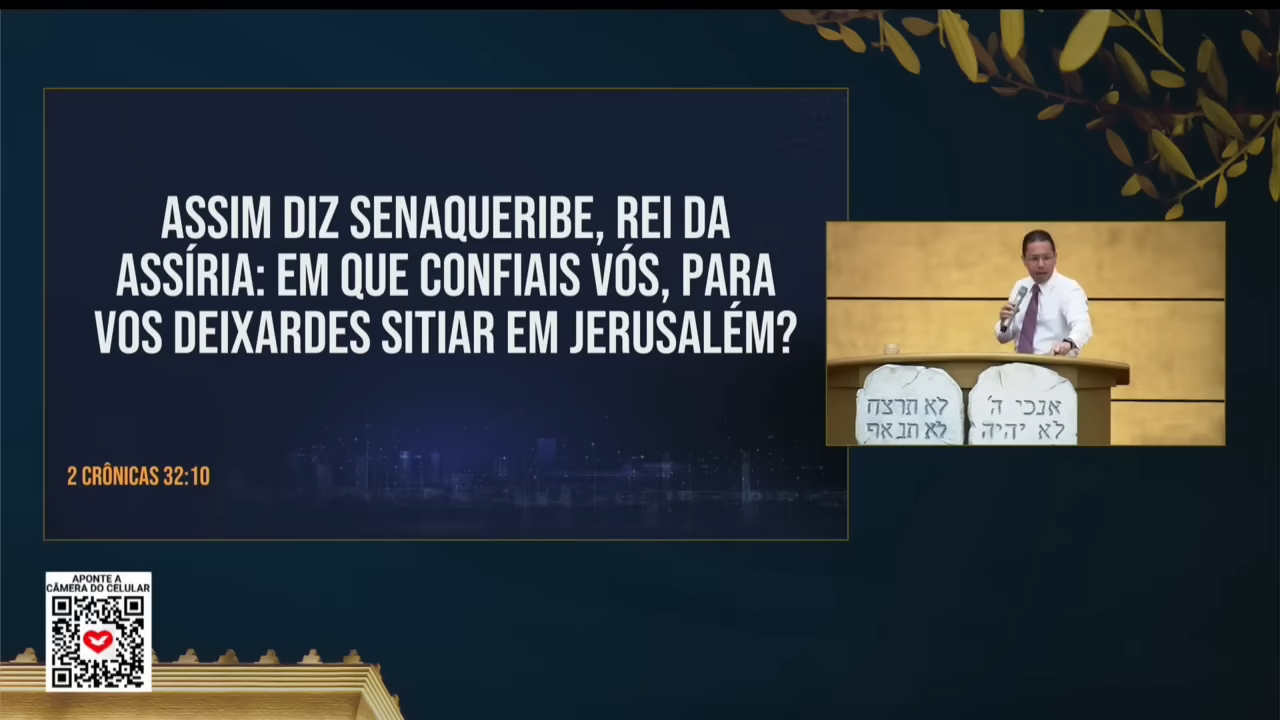 ASSIM DIZ SENAQUERIBE, REI DA
ASSÍRIA: EM QUE CONFIAIS VÓS, PARA
VOS DEIXARDES SITIAR EM JERUSALÉM?
2 CRÔNICAS 32:10
אנכי ה'
לא יהיה
לא תרצח
לא תנאף
APONTE A
CÂMERA DO CELULAR